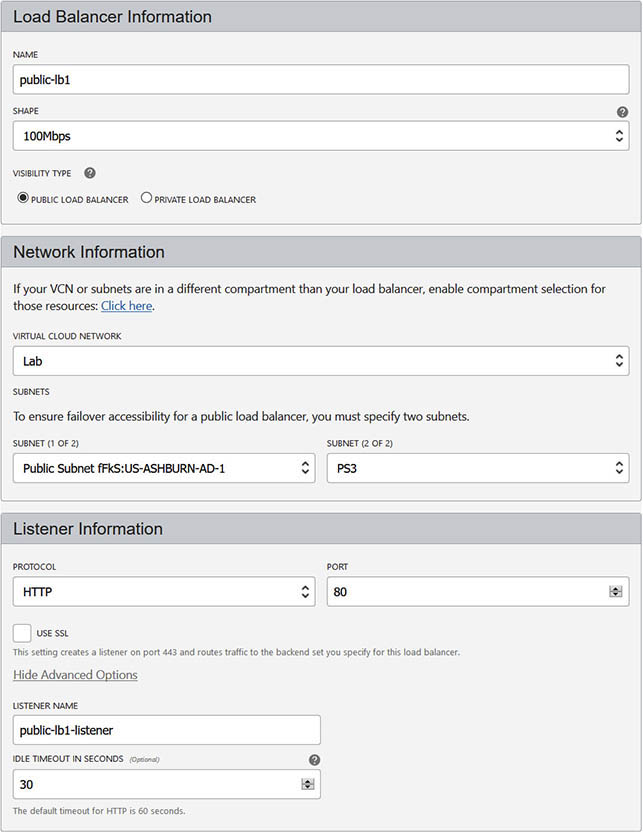 Load Balancer Information
NAME
public-lb1
SHAPE ?
100Mbps
VISIBILITY TYPE ?
PUBLIC LOAD BALANCER PRIVATE LOAD BALANCER
Network Information
If your VCN or subnets are in a different compartment than your load balancer, enable compartment selection for
those resources: Click here.
VIRTUAL CLOUD NETWORK
Lab
SUBNETS
To ensure failover accessibility for a public load balancer, you must specify two subnets.
SUBNET (1 OF 2) SUBNET (2 OF 2)
Public Subnet fFkS:US-ASHBURN-AD-1 PS3
Listener Information
PROTOCOL PORT
HTTP 80
USE SSL
This setting creates a listener on port 443 and routes traffic to the backend set you specify for this load balancer.
Hide Advanced Options
LISTENER NAME
public-lb1-listener
IDLE TIMEOUT IN SECONDS (Optional) ?
30
The default timeout for HTTP is 60 seconds.